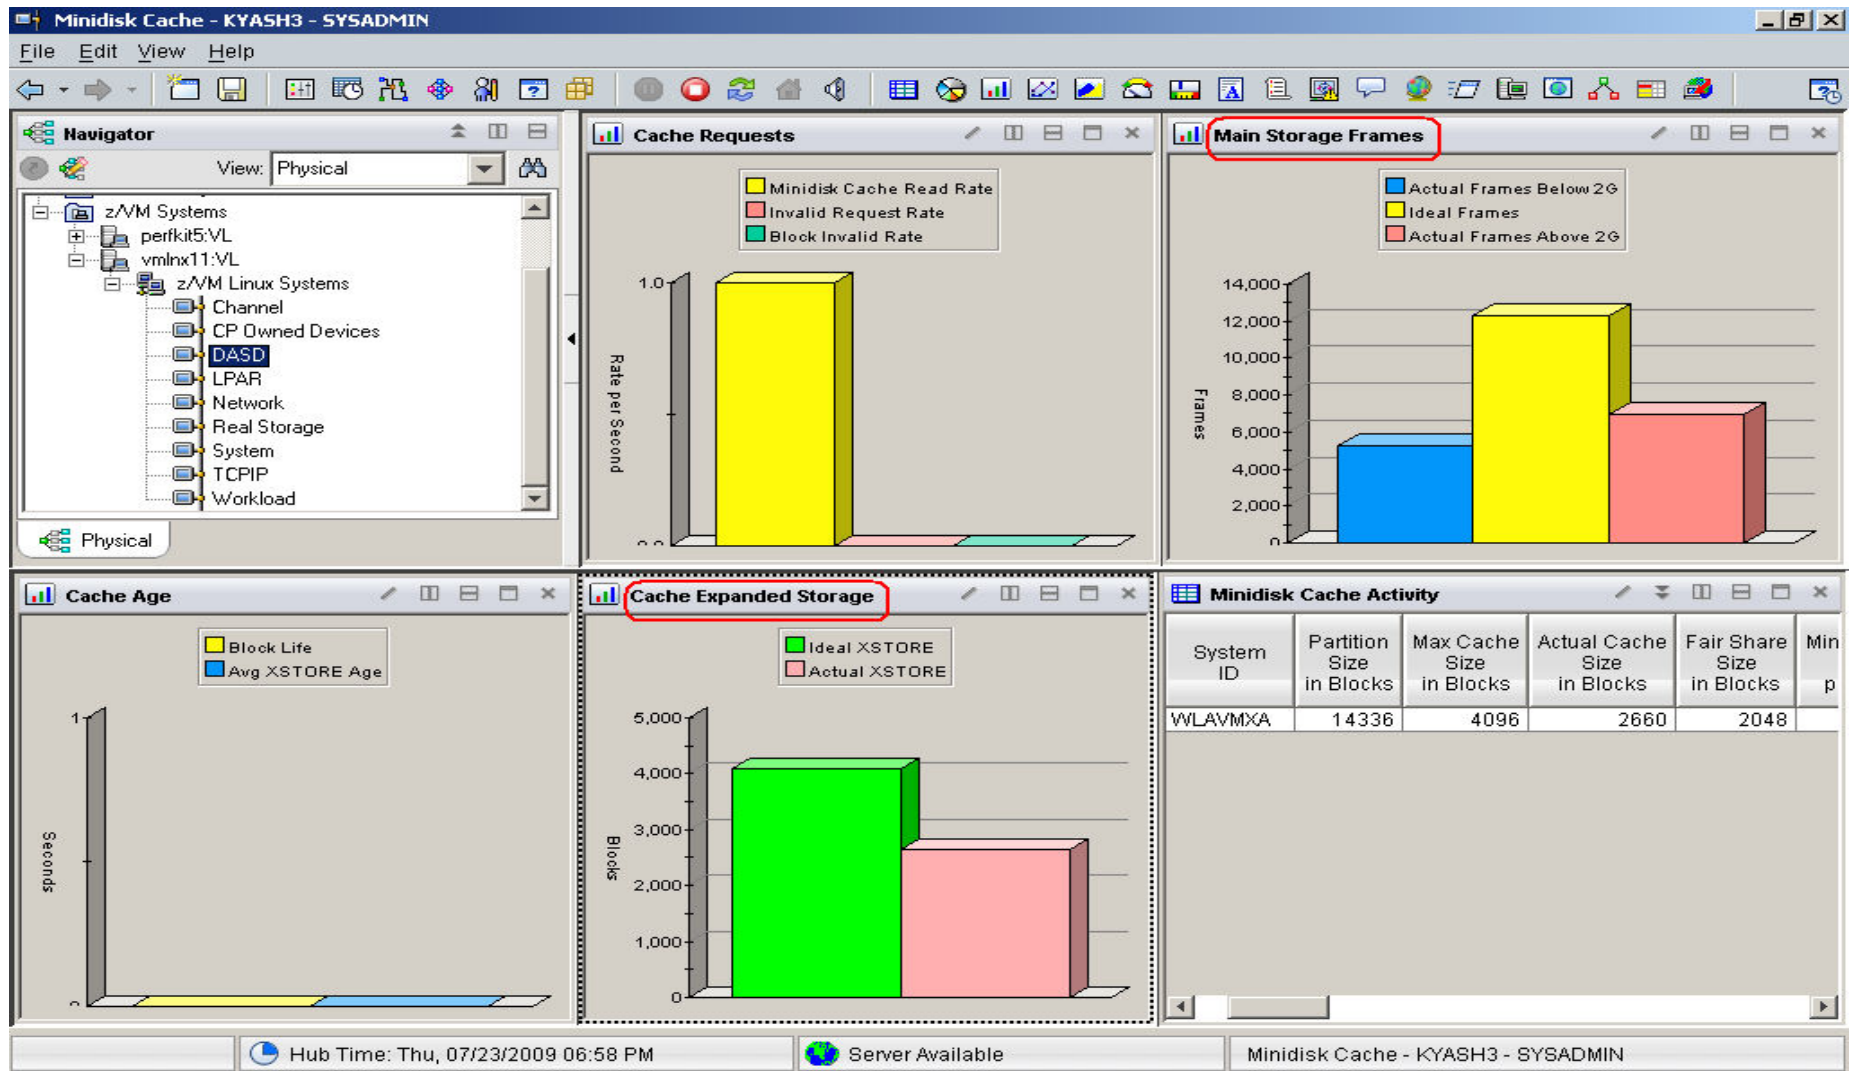 Minidisk Cache - KYASH3 - SYSADMIN
File Edit View Help
Navigator
View: Physical
z/VM Systems
perfkit5:VL
vmlnx11:VL
z/VM Linux Systems
Channel
CP Owned Devices
DASD
LPAR
Network
Real Storage
System
TCPIP
Workload
Physical
Cache Requests
Minidisk Cache Read Rate
Invalid Request Rate
Block Invalid Rate
1.0
Rate per Second
Main Storage Frames
Actual Frames Below 2G
Ideal Frames
Actual Frames Above 2G
14,000
12,000
10,000
8,000
6,000
4,000
2,000
0
Frames
Cache Age
Block Life
Avg XSTORE Age
1
Seconds
Cache Expanded Storage
Ideal XSTORE
Actual XSTORE
5,000
4,000
3,000
2,000
1,000
0
Blocks
Minidisk Cache Activity
System ID
Partition Size in Blocks
Max Cache Size in Blocks
Actual Cache Size in Blocks
Fair Share Size in Blocks
Min
p
WLAVMXA 14336 4096 2660 2048
Hub Time: Thu, 07/23/2009 06:58 PM
Server Available
Minidisk Cache - KYASH3 - SYSADMIN